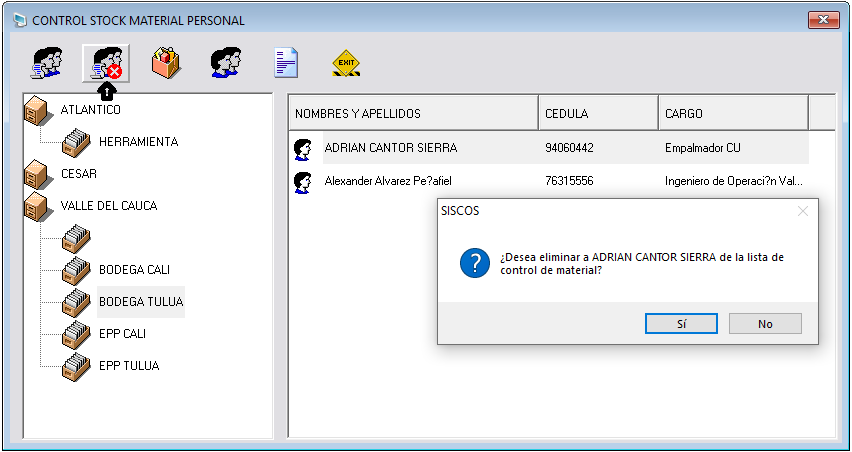 CONTROL STOCK MATERIAL PERSONAL
EXIT
ATLANTICO
HERRAMIENTA
CESAR
VALLE DEL CAUCA
BODEGA CALI
BODEGA TULUA
EPP CALI
EPP TULUA
NOMBRES Y APELLIDOS CEDULA CARGO
ADRIAN CANTOR SIERRA 94060442 Empalmador CU
Alexander Alvarez Pe?afiel 76315556 Ingeniero de Operaci?n Val...
SISCOS
¿Desea eliminar a ADRIAN CANTOR SIERRA de la lista de
control de material?
Sí No